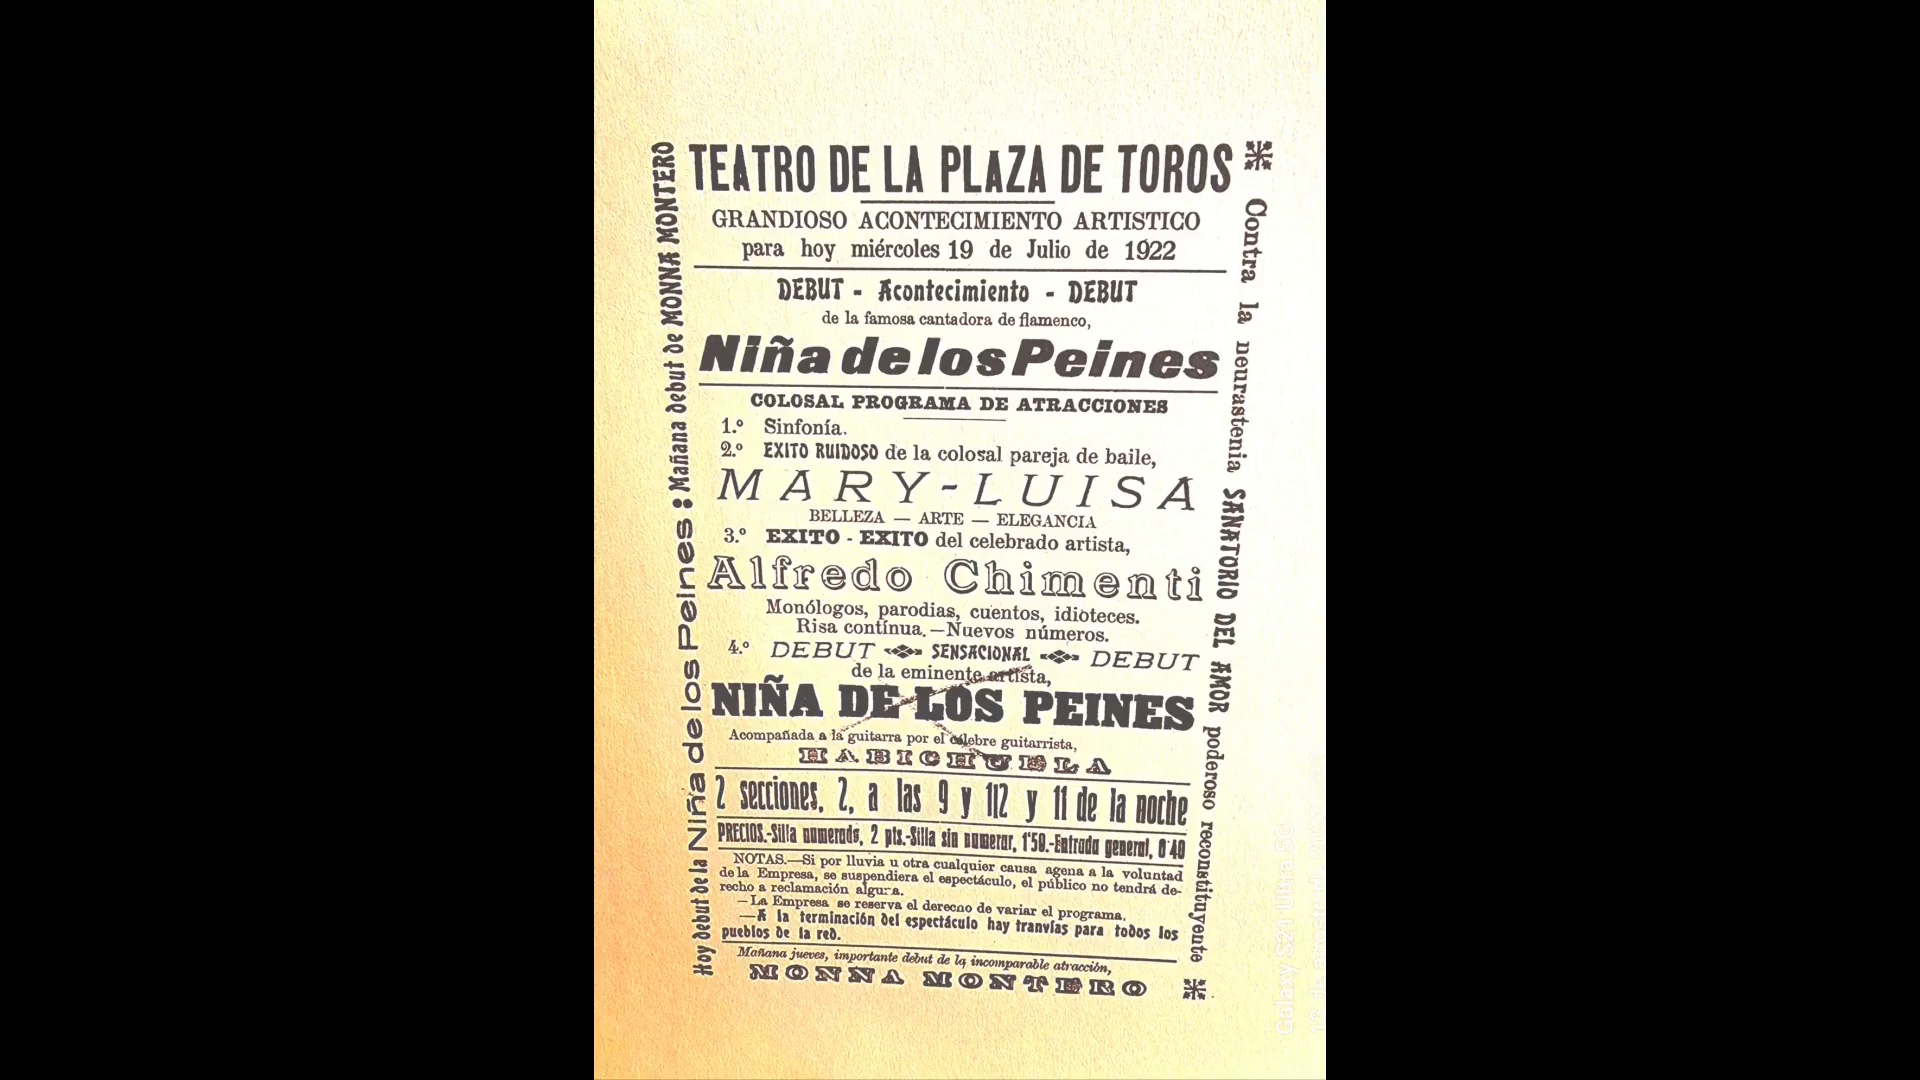 TEATRO DE LA PLAZA DE TOROS
GRANDIOSO ACONTECIMIENTO ARTISTICO
para hoy miércoles 19 de Julio de 1922
DEBUT - Acontecimiento - DEBUT
de la famosa cantadora de flamenco,
Niña de los Peines
COLOSAL PROGRAMA DE ATRACCIONES
1.º Sinfonía.
2.º EXITO RUIDOSO de la colosal pareja de baile,
MARY-LUISA
BELLEZA — ARTE — ELEGANCIA
3.º EXITO - EXITO del celebrado artista,
Alfredo Chimenti
Monólogos, parodias, cuentos, idioteces.
Risa contínua.—Nuevos números.
4.º DEBUT SENSACIONAL DEBUT
de la eminente artista,
NIÑA DE LOS PEINES
Acompañada a la guitarra por el célebre guitarrista,
HABICHUELA
2 secciones, 2, a las 9 y 1|2 y 11 de la noche
PRECIOS.-Silla numerada, 2 pts.-Silla sin numerar, 1'50.-Entrada general, 0'40
NOTAS.—Si por lluvia u otra cualquier causa agena a la voluntad
de la Empresa, se suspendiera el espectáculo, el público no tendrá de-
recho a reclamación alguna.
—La Empresa se reserva el derecno de variar el programa.
—A la terminación del espectáculo hay tranvías para todos los
pueblos de la red.
Mañana jueves, importante debut de la incomparable atracción,
MONNA MONTERO
Hoy debut de la Niña de los Peines : Mañana debut de MONNA MONTERO
Contra la neurastenia SANATORIO DEL AMOR poderoso reconstituyente
Galaxy S21 Ultra 5G